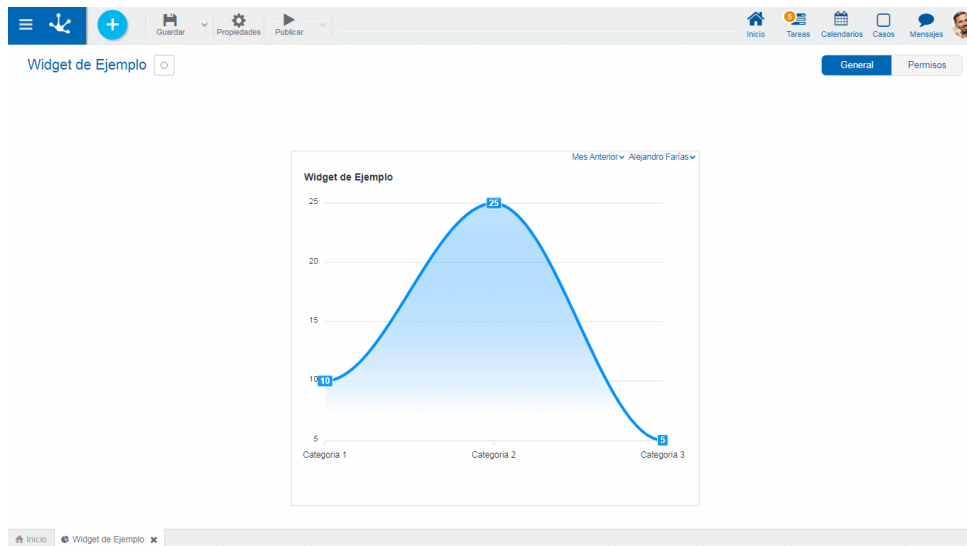 Guardar
Propiedades
Publicar
Inicio
5
Tareas
Calendarios
Casos
Mensajes
Widget de Ejemplo
General
Permisos
Mes Anterior
Alejandro Farías
Widget de Ejemplo
25
25
20
15
10
10
5
5
Categoria 1
Categoria 2
Categoria 3
Inicio
Widget de Ejemplo